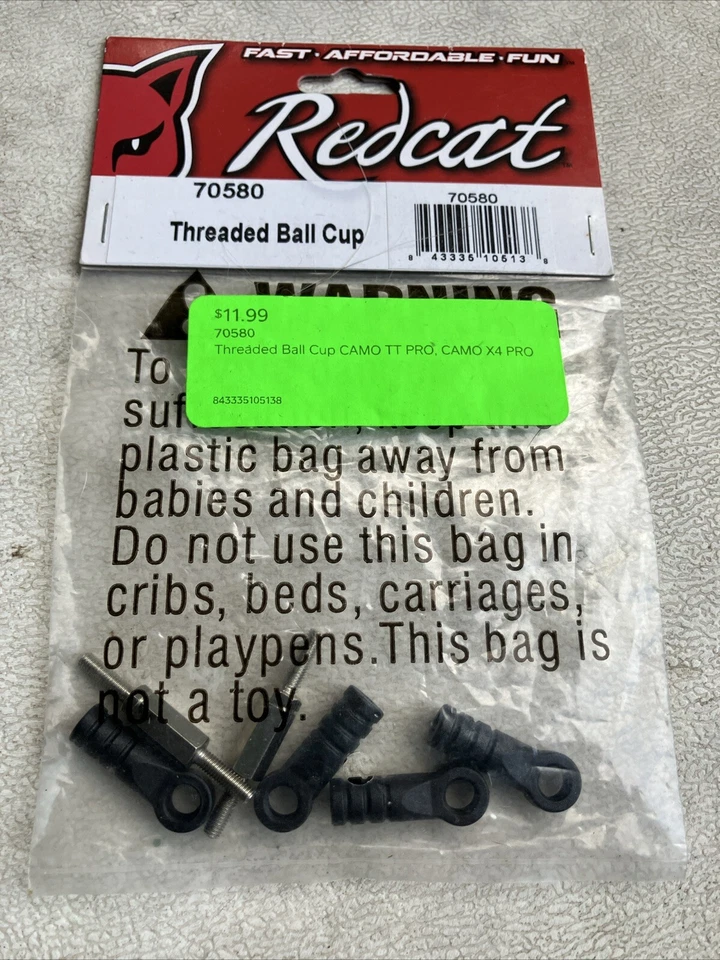 FAST · AFFORDABLE · FUN
Redcat
70580
Threaded Ball Cup
70580
8 43335 10513 8
WARNING
$11.99
70580
Threaded Ball Cup CAMO TT PRO, CAMO X4 PRO
843335105138
To
plastic bag away from
babies and children.
Do not use this bag in
cribs, beds, carriages,
or playpens.This bag is
not a toy.